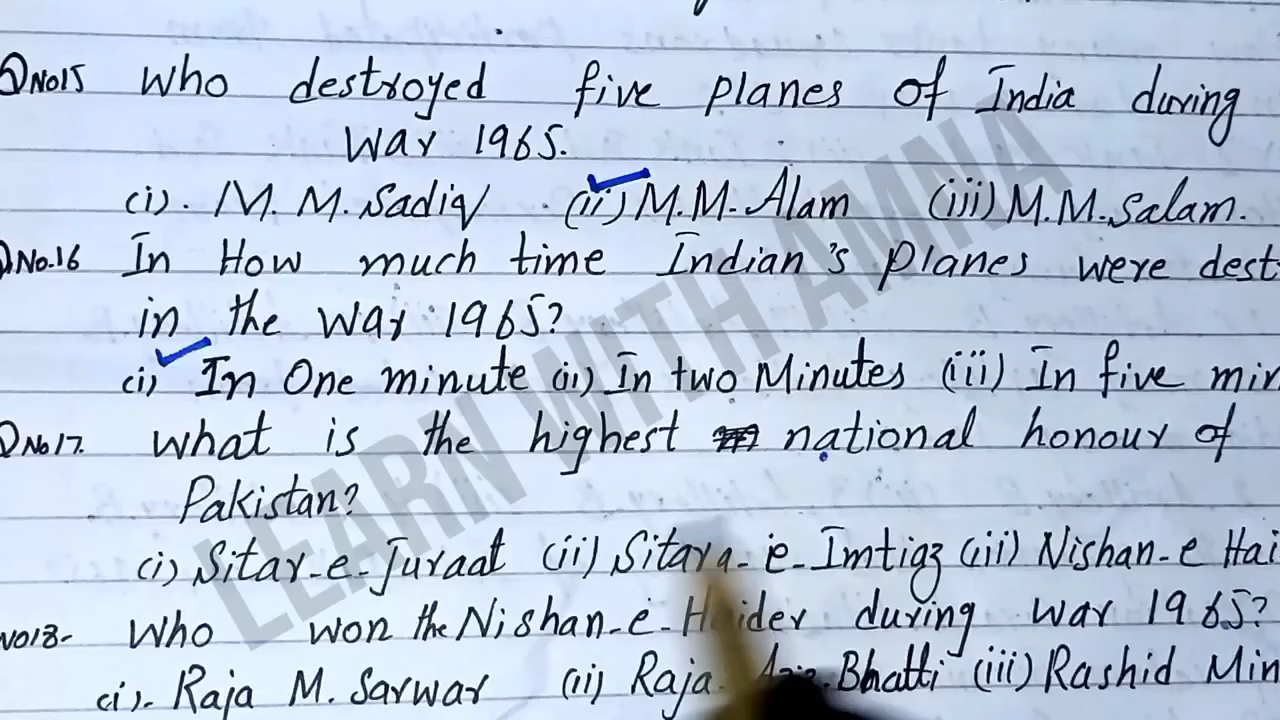 QNo15 Who destroyed five planes of India during
War 1965.
(i). M. M. Sadiq (ii) M.M. Alam (iii) M.M. Salam.
QNo.16 In How much time Indian's Planes were dest
in the War 1965?
(i) In One minute (ii) In two Minutes (iii) In five min
QNo17. What is the highest national honour of
Pakistan?
(i) Sitar-e-Juraat (ii) Sitara-e-Imtiaz (iii) Nishan-e Hai
No18- Who won the Nishan-e-Haider during war 1965?
(i)- Raja M. Sarwar (ii) Raja Bhatti (iii) Rashid Min
LEARN WITH AMNA